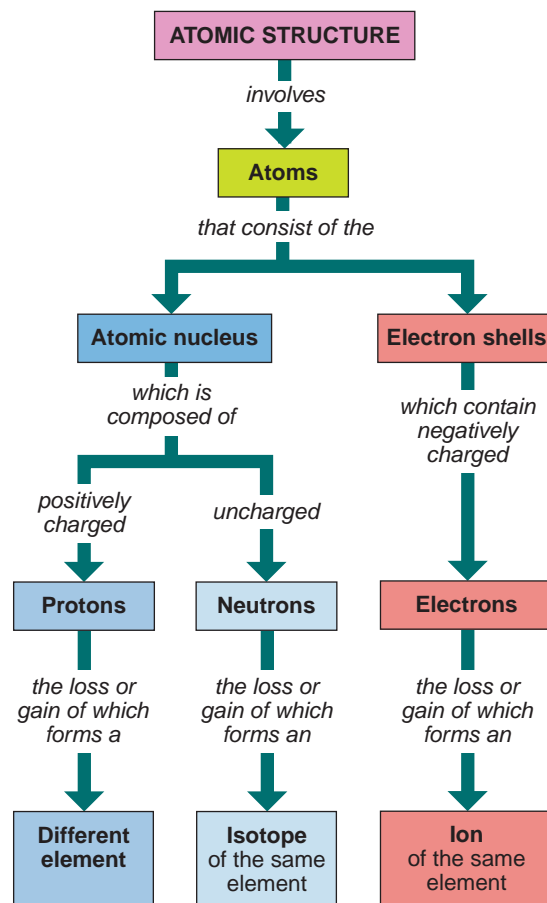 ATOMIC STRUCTURE
involves
Atoms
that consist of the
Atomic nucleus
Electron shells
which is
composed of
which contain
negatively
charged
positively
charged
uncharged
Protons
Neutrons
Electrons
the loss or
gain of which
forms a
the loss or
gain of which
forms an
the loss or
gain of which
forms an
Different
element
Isotope
of the same
element
Ion
of the same
element